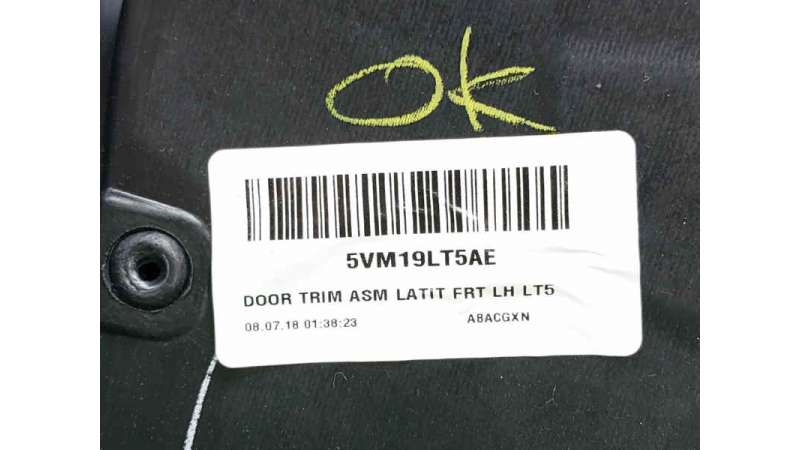 OK
5VM19LT5AE
DOOR TRIM ASM LATIT FRT LH LT5
08.07.18 01:38:23 ABACGXN